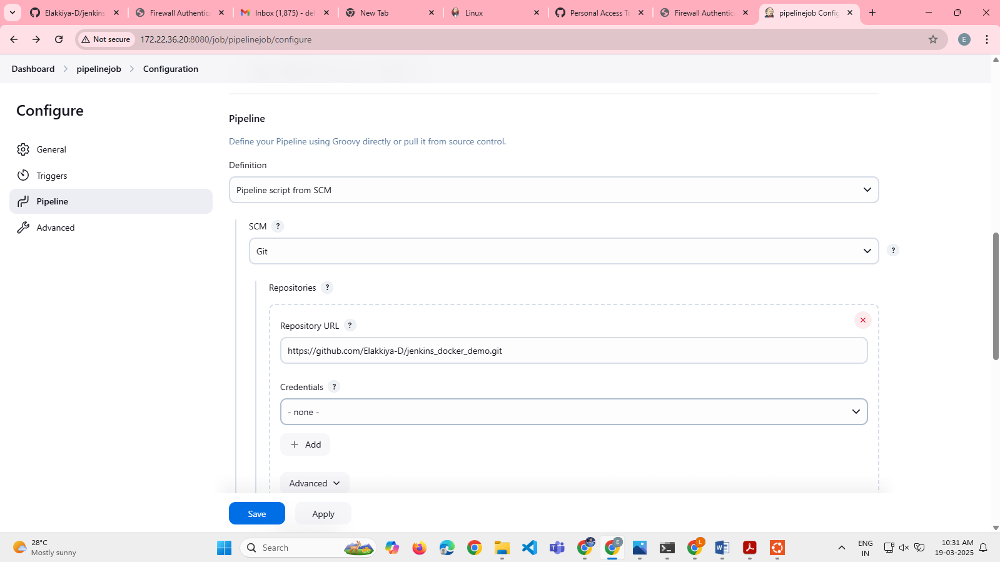 Elakkiya-D/jenkins
Firewall Authentica
Inbox (1,875) - del
New Tab
Linux
Personal Access To
Firewall Authentica
pipelinejob Config
Not secure
172.22.36.20:8080/job/pipelinejob/configure
E
Dashboard
pipelinejob
Configuration
Configure
General
Triggers
Pipeline
Advanced
Pipeline
Define your Pipeline using Groovy directly or pull it from source control.
Definition
Pipeline script from SCM
SCM ?
Git
?
Repositories ?
Repository URL ?
https://github.com/Elakkiya-D/jenkins_docker_demo.git
Credentials ?
- none -
Add
Advanced
Save
Apply
28°C
Mostly sunny
Search
E
L
ENG
IN
10:31 AM
19-03-2025